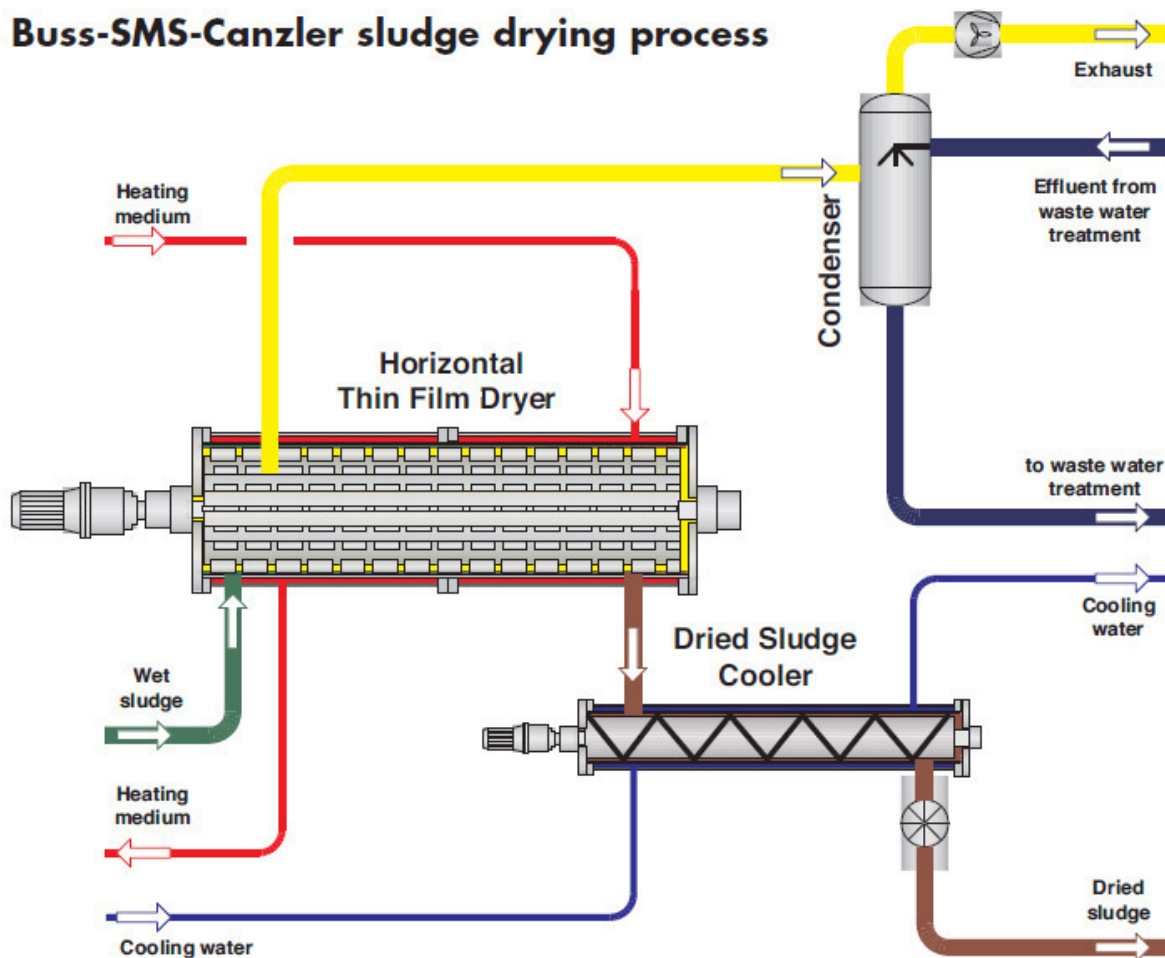 Buss-SMS-Canzler sludge drying process
Exhaust
Heating
medium
Effluent from
waste water
treatment
Condenser
Horizontal
Thin Film Dryer
to waste water
treatment
Cooling
water
Dried Sludge
Cooler
Wet
sludge
Heating
medium
Dried
sludge
Cooling water